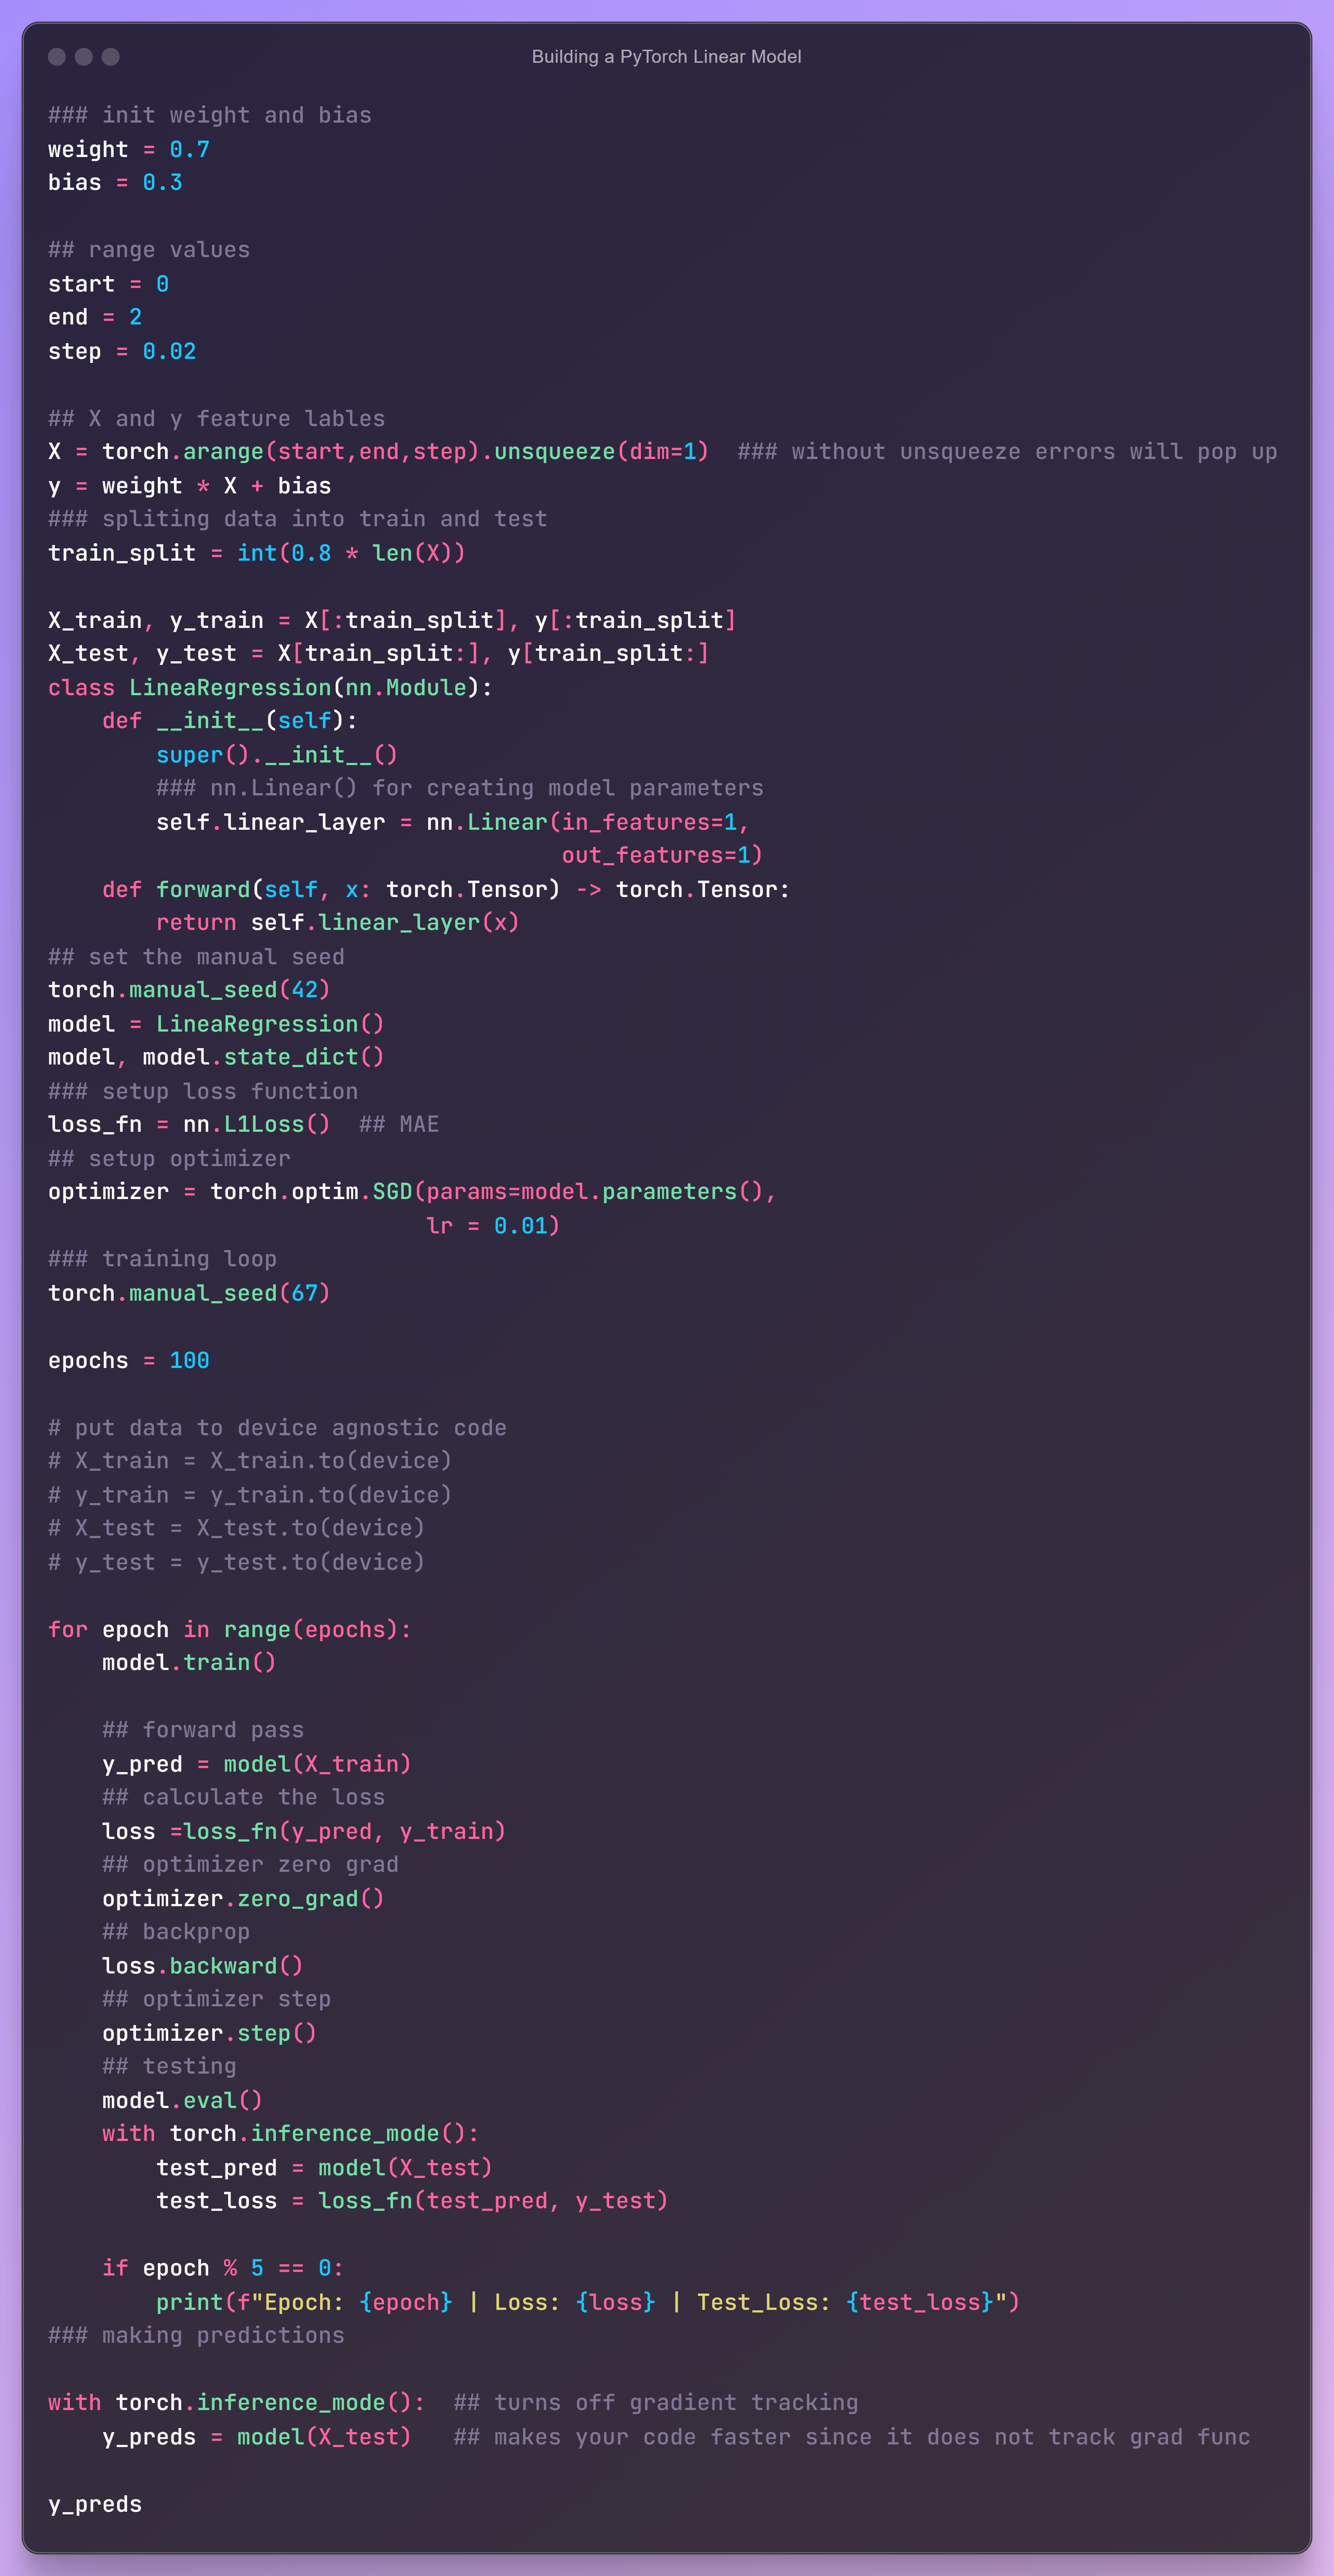 Building a PyTorch Linear Model
### init weight and bias
weight = 0.7
bias = 0.3
## range values
start = 0
end = 2
step = 0.02
## X and y feature lables
X = torch.arange(start,end,step).unsqueeze(dim=1)  ### without unsqueeze errors will pop up
y = weight * X + bias
### spliting data into train and test
train_split = int(0.8 * len(X))
X_train, y_train = X[:train_split], y[:train_split]
X_test, y_test = X[train_split:], y[train_split:]
class LineaRegression(nn.Module):
    def __init__(self):
        super().__init__()
        ### nn.Linear() for creating model parameters
        self.linear_layer = nn.Linear(in_features=1,
                                      out_features=1)
    def forward(self, x: torch.Tensor) -> torch.Tensor:
        return self.linear_layer(x)
## set the manual seed
torch.manual_seed(42)
model = LineaRegression()
model, model.state_dict()
### setup loss function
loss_fn = nn.L1Loss()  ## MAE
## setup optimizer
optimizer = torch.optim.SGD(params=model.parameters(),
                            lr = 0.01)
### training loop
torch.manual_seed(67)
epochs = 100
# put data to device agnostic code
# X_train = X_train.to(device)
# y_train = y_train.to(device)
# X_test = X_test.to(device)
# y_test = y_test.to(device)
for epoch in range(epochs):
    model.train()
    ## forward pass
    y_pred = model(X_train)
    ## calculate the loss
    loss =loss_fn(y_pred, y_train)
    ## optimizer zero grad
    optimizer.zero_grad()
    ## backprop
    loss.backward()
    ## optimizer step
    optimizer.step()
    ## testing
    model.eval()
    with torch.inference_mode():
        test_pred = model(X_test)
        test_loss = loss_fn(test_pred, y_test)
    if epoch % 5 == 0:
        print(f"Epoch: {epoch} | Loss: {loss} | Test_Loss: {test_loss}")
### making predictions
with torch.inference_mode():  ## turns off gradient tracking
    y_preds = model(X_test)   ## makes your code faster since it does not track grad func
y_preds